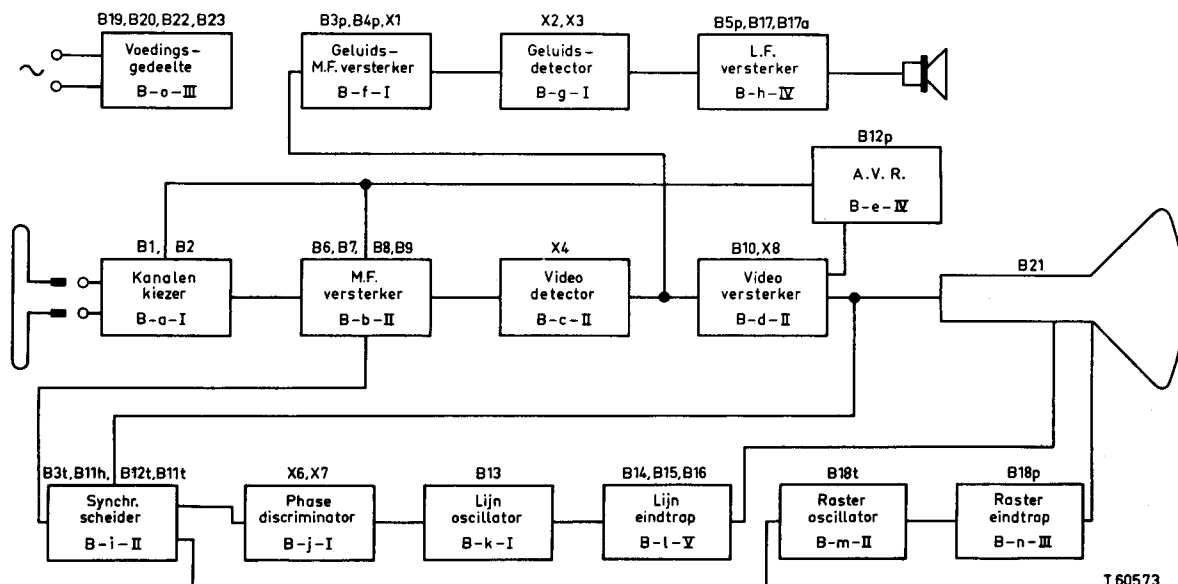 B19, B20, B22, B23
Voedings-
gedeelte
B-o-III
B3p, B4p, X1
Geluids-
M.F. versterker
B-f-I
X2, X3
Geluids-
detector
B-g-I
B5p, B17, B17a
L.F.
versterker
B-h-IV
B12p
A.V.R.
B-e-IV
B1, B2
Kanalen
kiezer
B-a-I
B6, B7, B8, B9
M.F.
versterker
B-b-II
X4
Video
detector
B-c-II
B10, X8
Video
versterker
B-d-II
B21
B3t, B11h, B12t, B11t
Synchr.
scheider
B-i-II
X6, X7
Phase
discriminator
B-j-I
B13
Lijn
oscillator
B-k-I
B14, B15, B16
Lijn
eindtrap
B-l-V
B18t
Raster
oscillator
B-m-II
B18p
Raster
eindtrap
B-n-III
T60573